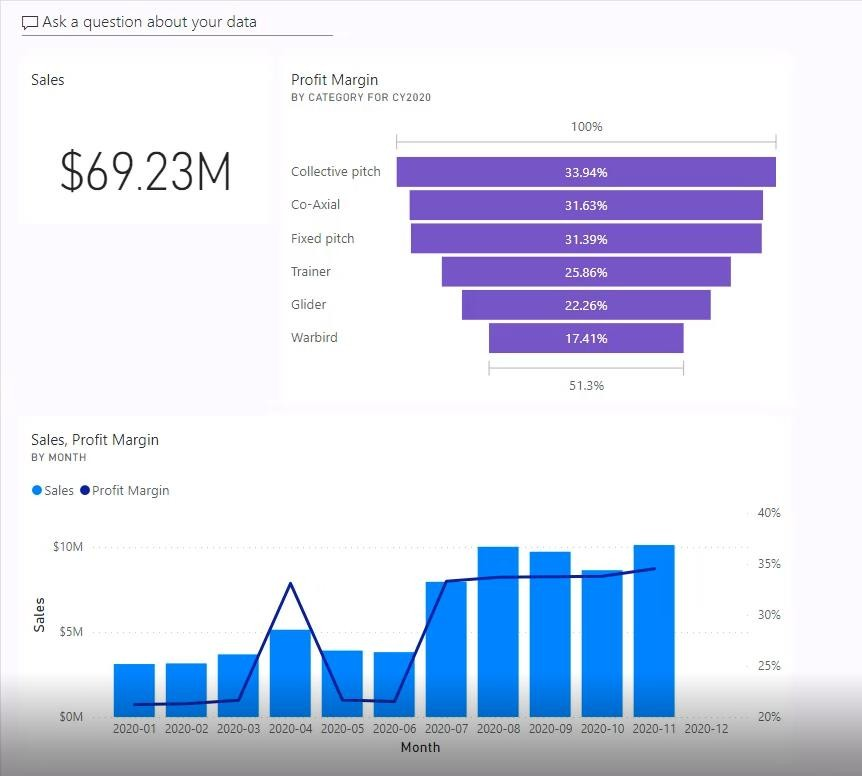 Ask a question about your data
Sales
$69.23M
Profit Margin
BY CATEGORY FOR CY2020
100%
Collective pitch 33.94%
Co-Axial 31.63%
Fixed pitch 31.39%
Trainer 25.86%
Glider 22.26%
Warbird 17.41%
51.3%
Sales, Profit Margin
BY MONTH
Sales Profit Margin
40%
$10M
35%
30%
Sales
$5M
25%
$0M
20%
2020-01 2020-02 2020-03 2020-04 2020-05 2020-06 2020-07 2020-08 2020-09 2020-10 2020-11 2020-12
Month